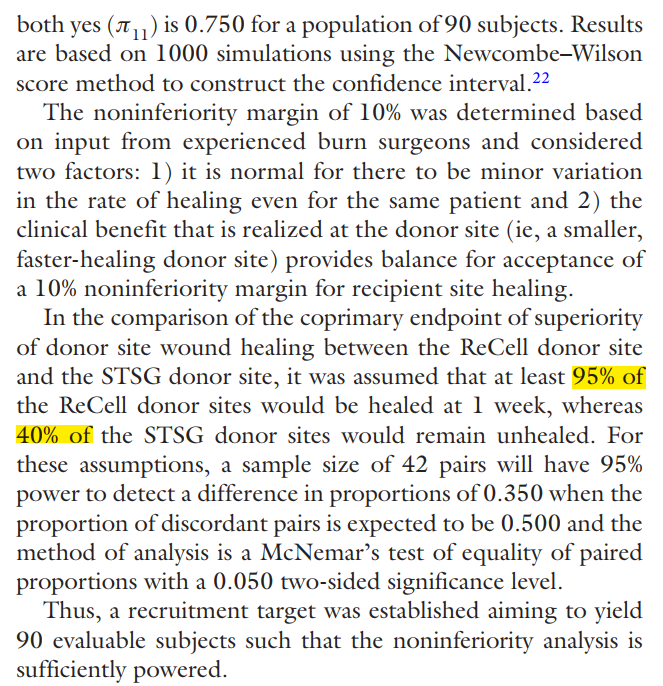 both yes (π11) is 0.750 for a population of 90 subjects. Results
are based on 1000 simulations using the Newcombe–Wilson
score method to construct the confidence interval.22
The noninferiority margin of 10% was determined based
on input from experienced burn surgeons and considered
two factors: 1) it is normal for there to be minor variation
in the rate of healing even for the same patient and 2) the
clinical benefit that is realized at the donor site (ie, a smaller,
faster-healing donor site) provides balance for acceptance of
a 10% noninferiority margin for recipient site healing.
In the comparison of the coprimary endpoint of superiority
of donor site wound healing between the ReCell donor site
and the STSG donor site, it was assumed that at least 95% of
the ReCell donor sites would be healed at 1 week, whereas
40% of the STSG donor sites would remain unhealed. For
these assumptions, a sample size of 42 pairs will have 95%
power to detect a difference in proportions of 0.350 when the
proportion of discordant pairs is expected to be 0.500 and the
method of analysis is a McNemar's test of equality of paired
proportions with a 0.050 two-sided significance level.
Thus, a recruitment target was established aiming to yield
90 evaluable subjects such that the noninferiority analysis is
sufficiently powered.